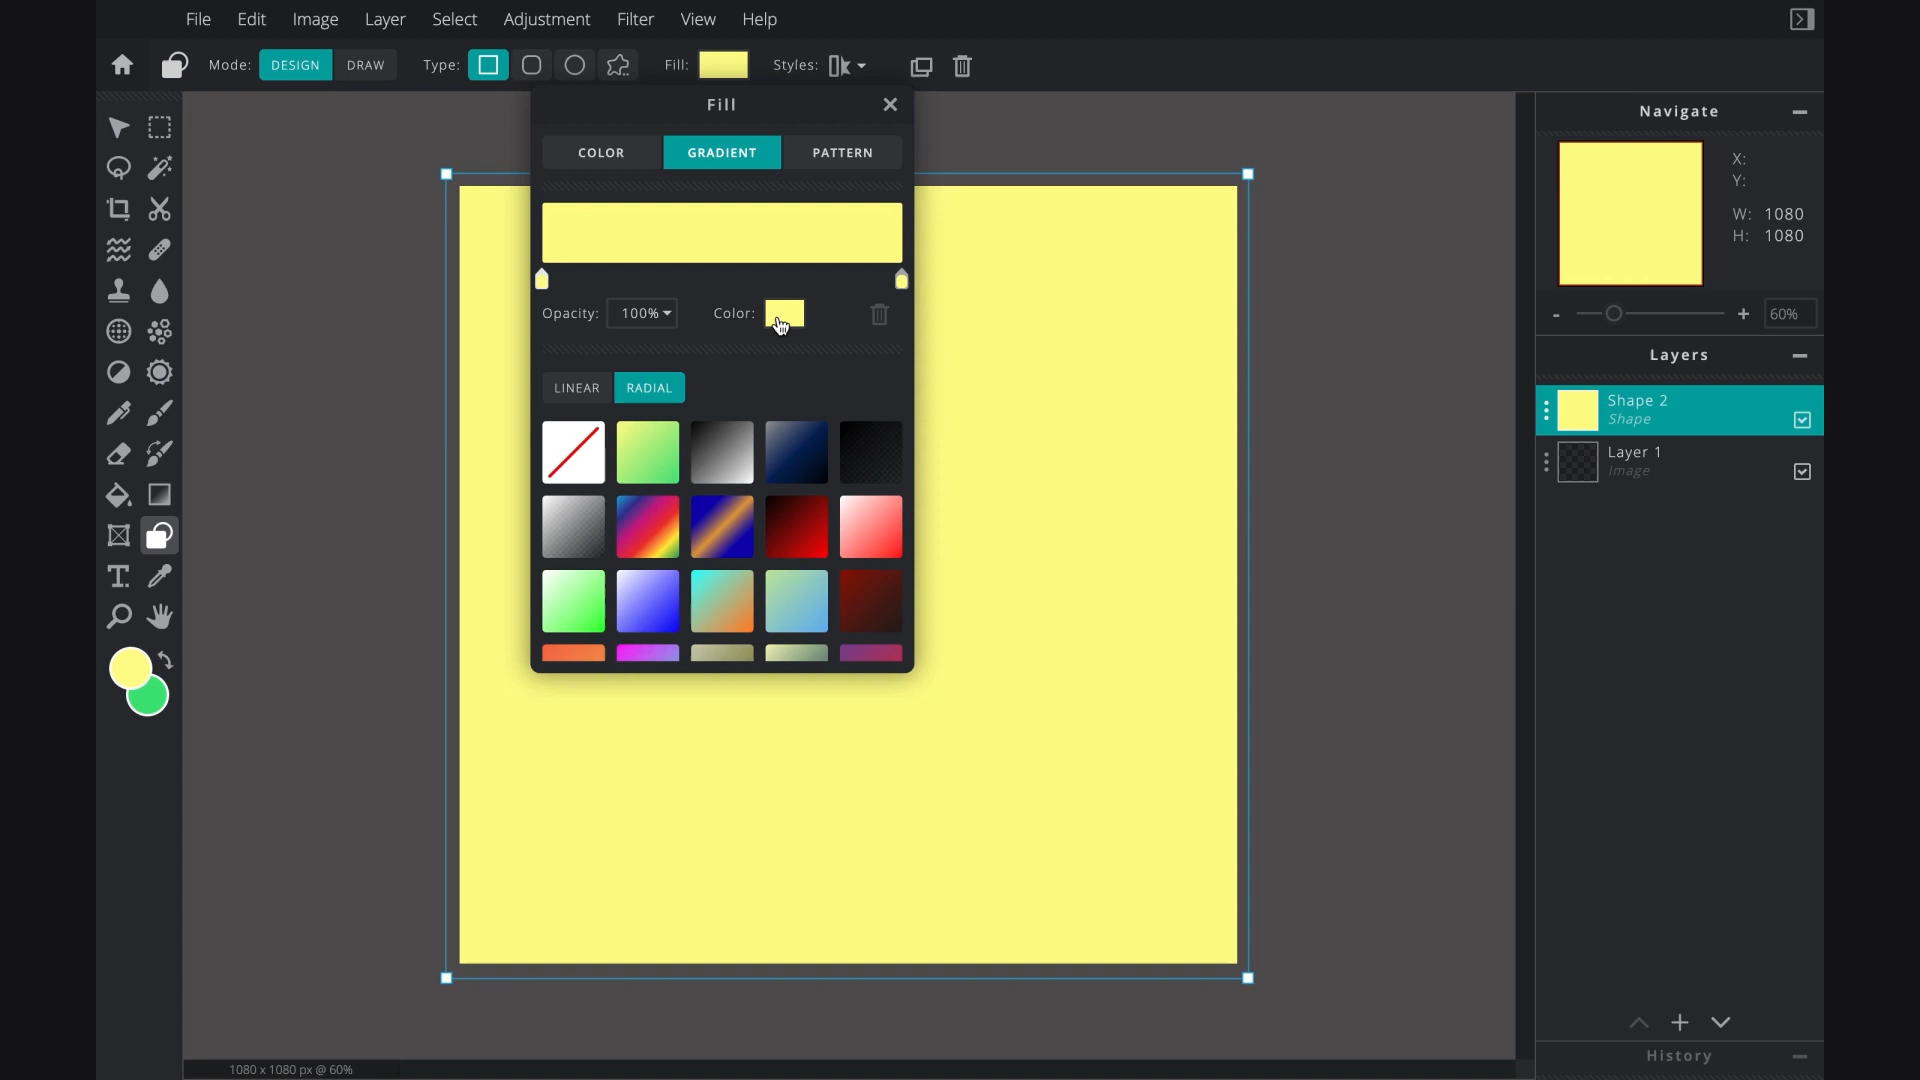 File Edit Image Layer Select Adjustment Filter View Help
Mode: DESIGN DRAW Type: Fill: Styles:
Fill
COLOR GRADIENT PATTERN
Opacity: 100% Color:
LINEAR RADIAL
T.
Navigate
X:
Y:
W: 1080
H: 1080
- + 60%
Layers
Shape 2
Shape
Layer 1
Image
History
1080 x 1080 px @ 60%